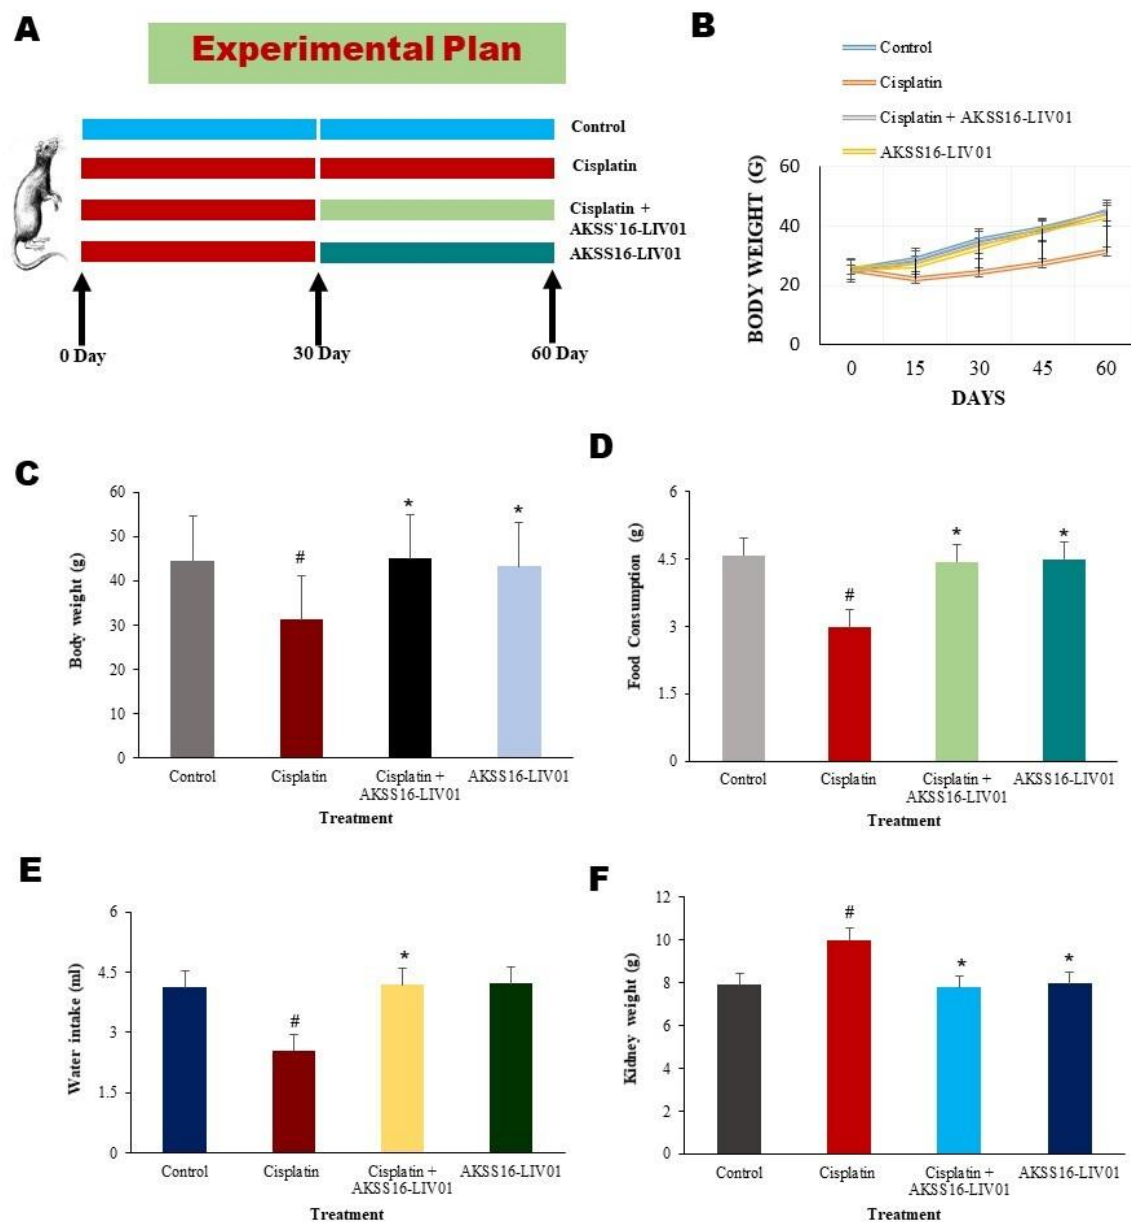 A
Experimental Plan
Control
Cisplatin
Cisplatin +
AKSS`16-LIV01
AKSS16-LIV01
0 Day
30 Day
60 Day
B
Control
Cisplatin
Cisplatin + AKSS16-LIV01
AKSS16-LIV01
BODY WEIGHT (G)
60
40
20
0
0 15 30 45 60
DAYS
C
Body weight (g)
60
50
40
30
20
10
0
#
*
*
Control
Cisplatin
Cisplatin +
AKSS16-LIV01
AKSS16-LIV01
Treatment
D
Food Consumption (g)
6
4.5
3
1.5
0
#
*
*
Control
Cisplatin
Cisplatin +
AKSS16-LIV01
AKSS16-LIV01
Treatment
E
Water intake (ml)
6
4.5
3
1.5
0
#
*
Control
Cisplatin
Cisplatin +
AKSS16-LIV01
AKSS16-LIV01
Treatment
F
Kidney weight (g)
12
10
8
6
4
2
0
#
*
*
Control
Cisplatin
Cisplatin +
AKSS16-LIV01
AKSS16-LIV01
Treatment